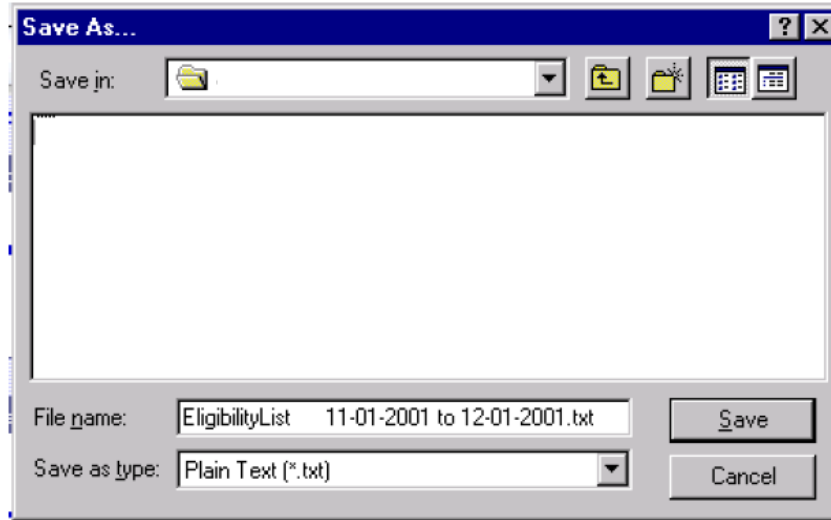 Save As...
Save in:
File name: EligibilityList 11-01-2001 to 12-01-2001.txt Save
Save as type: Plain Text (*.txt) Cancel